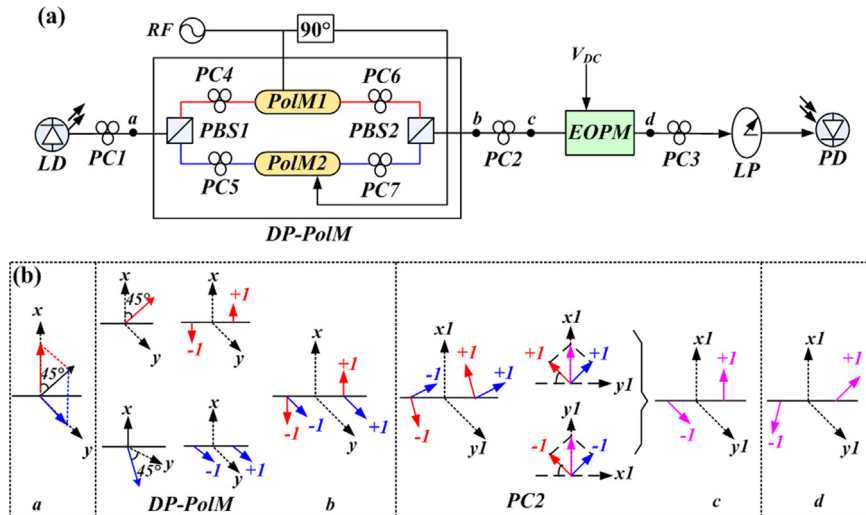 (a)
RF
90°
V_DC
PC4
PC6
PolM1
a
b
c
d
PC1
PBS1
PBS2
PC2
EOPM
PC3
LD
PolM2
LP
PD
PC5
PC7
DP-PolM
(b)
x
45°
y
a
x
45°
y
x
+1
-1
y
45°
y
x
-1
+1
y
DP-PolM
x
+1
-1
-1
+1
y
b
x1
-1
+1
+1
-1
y1
x1
+1
+1
y1
y1
-1
-1
x1
PC2
x1
+1
-1
y1
c
x1
+1
-1
y1
d